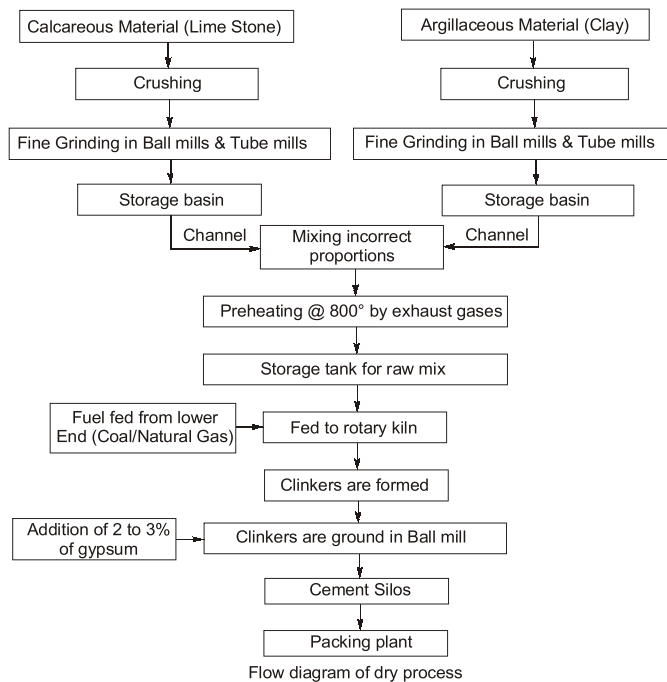 Calcareous Material (Lime Stone)
Argillaceous Material (Clay)
Crushing
Crushing
Fine Grinding in Ball mills & Tube mills
Fine Grinding in Ball mills & Tube mills
Storage basin
Storage basin
Channel
Mixing incorrect
proportions
Channel
Preheating @ 800° by exhaust gases
Storage tank for raw mix
Fuel fed from lower
End (Coal/Natural Gas)
Fed to rotary kiln
Clinkers are formed
Addition of 2 to 3%
of gypsum
Clinkers are ground in Ball mill
Cement Silos
Packing plant
Flow diagram of dry process